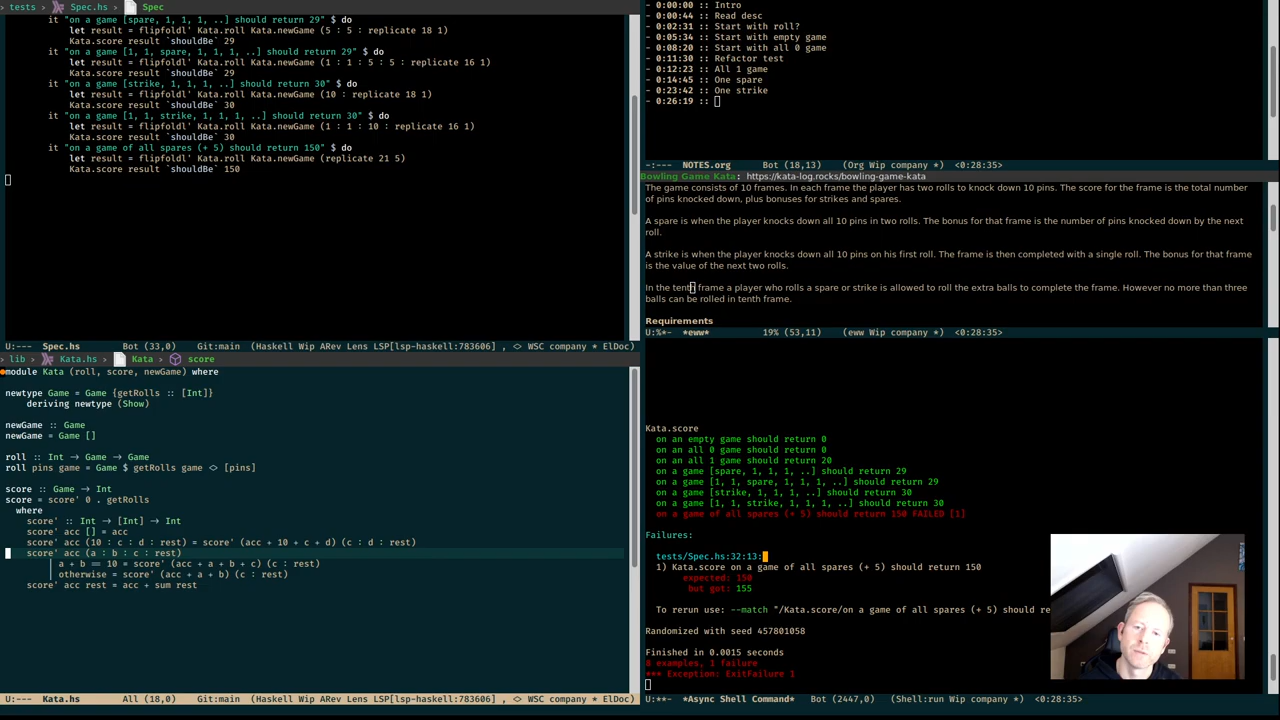 tests › Spec.hs › Spec
it "on a game [spare, 1, 1, 1, ..] should return 29" $ do
let result = flipfoldl' Kata.roll Kata.newGame (5 : 5 : replicate 18 1)
Kata.score result `shouldBe` 29
it "on a game [1, 1, spare, 1, 1, 1, ..] should return 29" $ do
let result = flipfoldl' Kata.roll Kata.newGame (1 : 1 : 5 : 5 : replicate 16 1)
Kata.score result `shouldBe` 29
it "on a game [strike, 1, 1, 1, ..] should return 30" $ do
let result = flipfoldl' Kata.roll Kata.newGame (10 : replicate 18 1)
Kata.score result `shouldBe` 30
it "on a game [1, 1, strike, 1, 1, 1, ..] should return 30" $ do
let result = flipfoldl' Kata.roll Kata.newGame (1 : 1 : 10 : replicate 16 1)
Kata.score result `shouldBe` 30
it "on a game of all spares (+ 5) should return 150" $ do
let result = flipfoldl' Kata.roll Kata.newGame (replicate 21 5)
Kata.score result `shouldBe` 150
U:--- Spec.hs Bot (33,0) Git:main (Haskell Wip ARev Lens LSP[lsp-haskell:783606] , <> WSC company * ElDoc)
lib › Kata.hs › Kata › score
module Kata (roll, score, newGame) where
newtype Game = Game {getRolls :: [Int]}
deriving newtype (Show)
newGame :: Game
newGame = Game []
roll :: Int → Game → Game
roll pins game = Game $ getRolls game <> [pins]
score :: Game → Int
score = score' 0 . getRolls
where
score' :: Int → [Int] → Int
score' acc [] = acc
score' acc (10 : c : d : rest) = score' (acc + 10 + c + d) (c : d : rest)
score' acc (a : b : c : rest)
| a + b == 10 = score' (acc + a + b + c) (c : rest)
| otherwise = score' (acc + a + b) (c : rest)
score' acc rest = acc + sum rest
U:--- Kata.hs All (18,0) Git:main (Haskell Wip ARev Lens LSP[lsp-haskell:783606] , <> WSC company * ElDoc)
- 0:00:00 :: Intro
- 0:00:44 :: Read desc
- 0:02:31 :: Start with roll?
- 0:05:34 :: Start with empty game
- 0:08:20 :: Start with all 0 game
- 0:11:30 :: Refactor test
- 0:12:23 :: All 1 game
- 0:14:45 :: One spare
- 0:23:42 :: One strike
- 0:26:19 ::
-:--- NOTES.org Bot (18,13) (Org Wip company *) <0:28:35>
Bowling Game Kata: https://kata-log.rocks/bowling-game-kata
The game consists of 10 frames. In each frame the player has two rolls to knock down 10 pins. The score for the frame is the total number
of pins knocked down, plus bonuses for strikes and spares.
A spare is when the player knocks down all 10 pins in two rolls. The bonus for that frame is the number of pins knocked down by the next
roll.
A strike is when the player knocks down all 10 pins on his first roll. The frame is then completed with a single roll. The bonus for that frame
is the value of the next two rolls.
In the tenth frame a player who rolls a spare or strike is allowed to roll the extra balls to complete the frame. However no more than three
balls can be rolled in tenth frame.
Requirements
U:%*- *eww* 19% (53,11) (eww Wip company *) <0:28:35>
Kata.score
on an empty game should return 0
on an all 0 game should return 0
on an all 1 game should return 20
on a game [spare, 1, 1, 1, ..] should return 29
on a game [1, 1, spare, 1, 1, 1, ..] should return 29
on a game [strike, 1, 1, 1, ..] should return 30
on a game [1, 1, strike, 1, 1, 1, ..] should return 30
on a game of all spares (+ 5) should return 150 FAILED [1]
Failures:
tests/Spec.hs:32:13:
1) Kata.score on a game of all spares (+ 5) should return 150
expected: 150
but got: 155
To rerun use: --match "/Kata.score/on a game of all spares (+ 5) should re
Randomized with seed 457801058
Finished in 0.0015 seconds
8 examples, 1 failure
*** Exception: ExitFailure 1
U:**- *Async Shell Command* Bot (2447,0) (Shell:run Wip company *) <0:28:35>